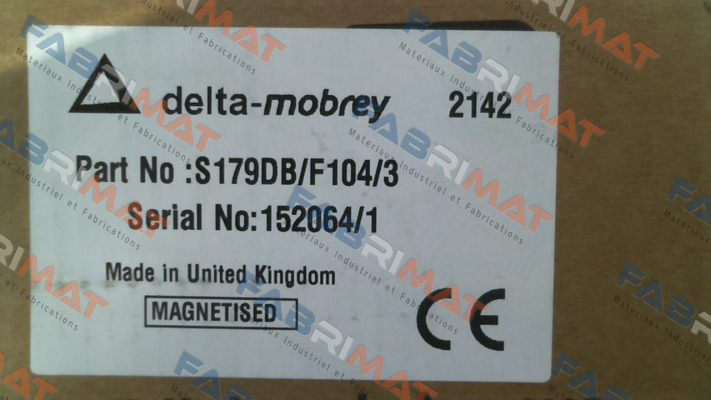 delta-mobrey 2142
Part No :S179DB/F104/3
Serial No:152064/1
Made in United Kingdom
MAGNETISED
CE
FABRIMAT
Materiaux Industriel et Fabrications